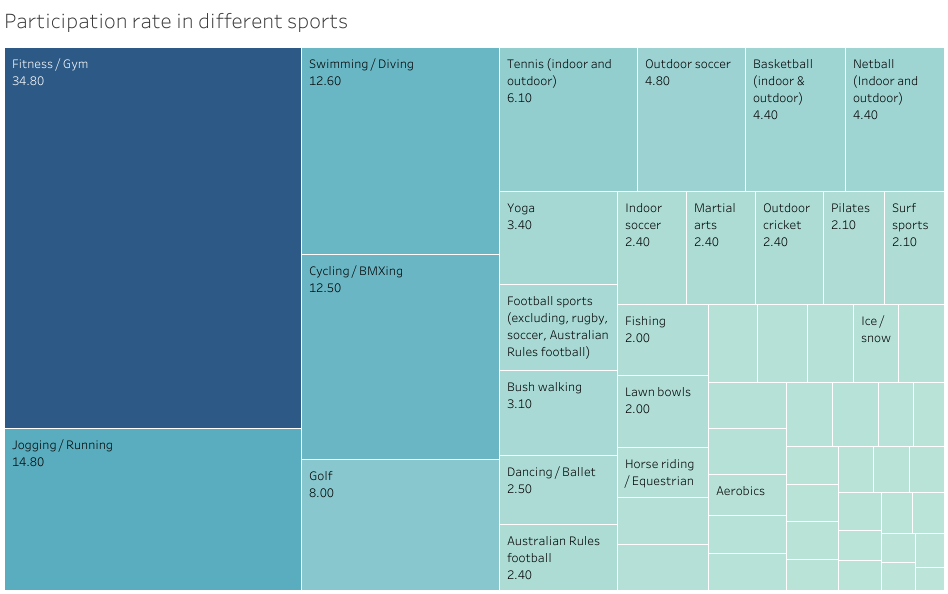 Participation rate in different sports
Fitness / Gym
34.80
Jogging / Running
14.80
Swimming / Diving
12.60
Cycling / BMXing
12.50
Golf
8.00
Tennis (indoor and
outdoor)
6.10
Outdoor soccer
4.80
Basketball
(indoor &
outdoor)
4.40
Netball
(Indoor and
outdoor)
4.40
Yoga
3.40
Football sports
(excluding, rugby,
soccer, Australian
Rules football)
Bush walking
3.10
Dancing / Ballet
2.50
Australian Rules
football
2.40
Indoor
soccer
2.40
Martial
arts
2.40
Outdoor
cricket
2.40
Pilates
2.10
Surf
sports
2.10
Fishing
2.00
Lawn bowls
2.00
Horse riding
/ Equestrian
Ice /
snow
Aerobics